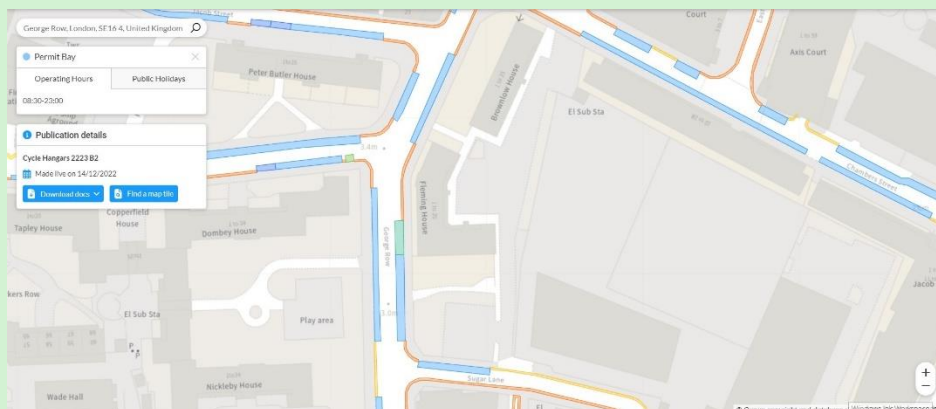 George Row, London, SE16 4, United Kingdom
Permit Bay
Operating Hours
Public Holidays
08:30-23:00
Publication details
Cycle Hangars 2223 B2
Made live on 14/12/2022
Download docs
Find a map tile
Peter Butler House
Brownlow House
Court
Axis Court
El Sub Sta
Chambers Street
Copperfield
House
Tapley House
Dombey House
George Row
Fleming House
El Sub Sta
Play area
Jacob
Sugar Lane
Nickleby House
Wade Hall
El
+
−